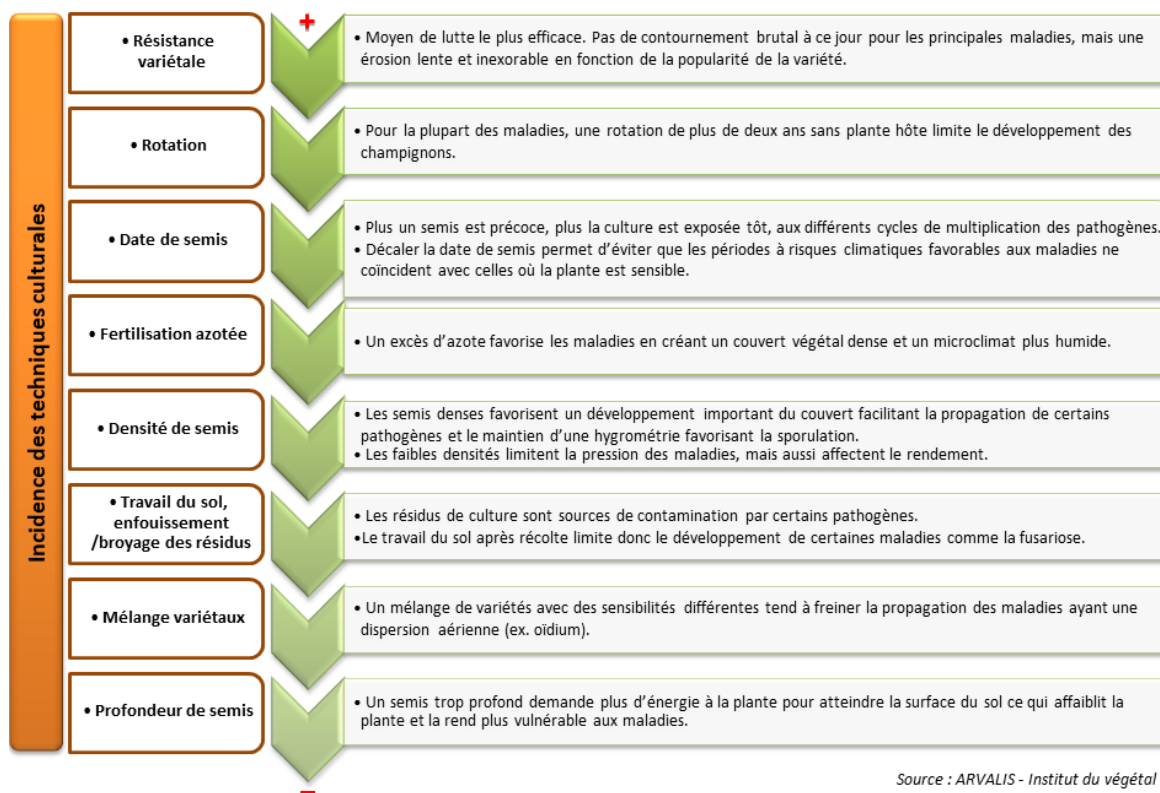 Incidence des techniques culturales
+
• Résistance
variétale
• Moyen de lutte le plus efficace. Pas de contournement brutal à ce jour pour les principales maladies, mais une
érosion lente et inexorable en fonction de la popularité de la variété.
• Rotation
• Pour la plupart des maladies, une rotation de plus de deux ans sans plante hôte limite le développement des
champignons.
• Date de semis
• Plus un semis est précoce, plus la culture est exposée tôt, aux différents cycles de multiplication des pathogènes.
• Décaler la date de semis permet d’éviter que les périodes à risques climatiques favorables aux maladies ne
coïncident avec celles où la plante est sensible.
• Fertilisation azotée
• Un excès d’azote favorise les maladies en créant un couvert végétal dense et un microclimat plus humide.
• Densité de semis
• Les semis denses favorisent un développement important du couvert facilitant la propagation de certains
pathogènes et le maintien d’une hygrométrie favorisant la sporulation.
• Les faibles densités limitent la pression des maladies, mais aussi affectent le rendement.
• Travail du sol,
enfouissement
/broyage des résidus
• Les résidus de culture sont sources de contamination par certains pathogènes.
•Le travail du sol après récolte limite donc le développement de certaines maladies comme la fusariose.
• Mélange variétaux
• Un mélange de variétés avec des sensibilités différentes tend à freiner la propagation des maladies ayant une
dispersion aérienne (ex. oïdium).
• Profondeur de semis
• Un semis trop profond demande plus d’énergie à la plante pour atteindre la surface du sol ce qui affaiblit la
plante et la rend plus vulnérable aux maladies.
–
Source : ARVALIS - Institut du végétal